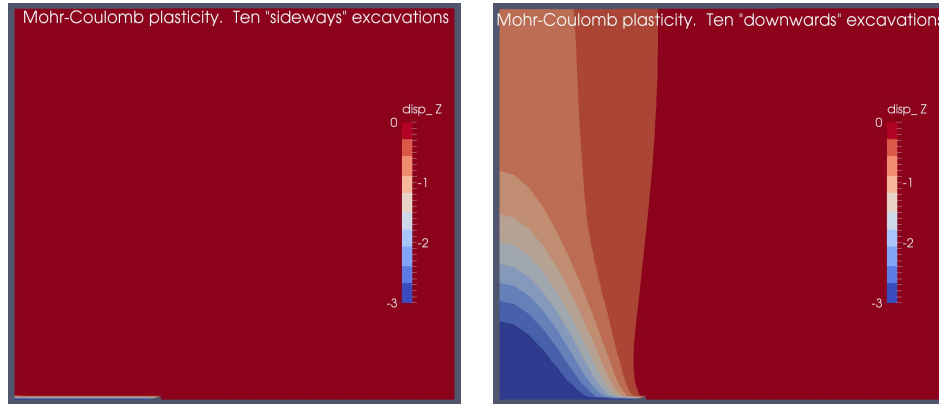 Mohr-Coulomb plasticity. Ten "sideways" excavations
disp_Z
0
-1
-2
-3
Mohr-Coulomb plasticity. Ten "downwards" excavations
disp_Z
0
-1
-2
-3